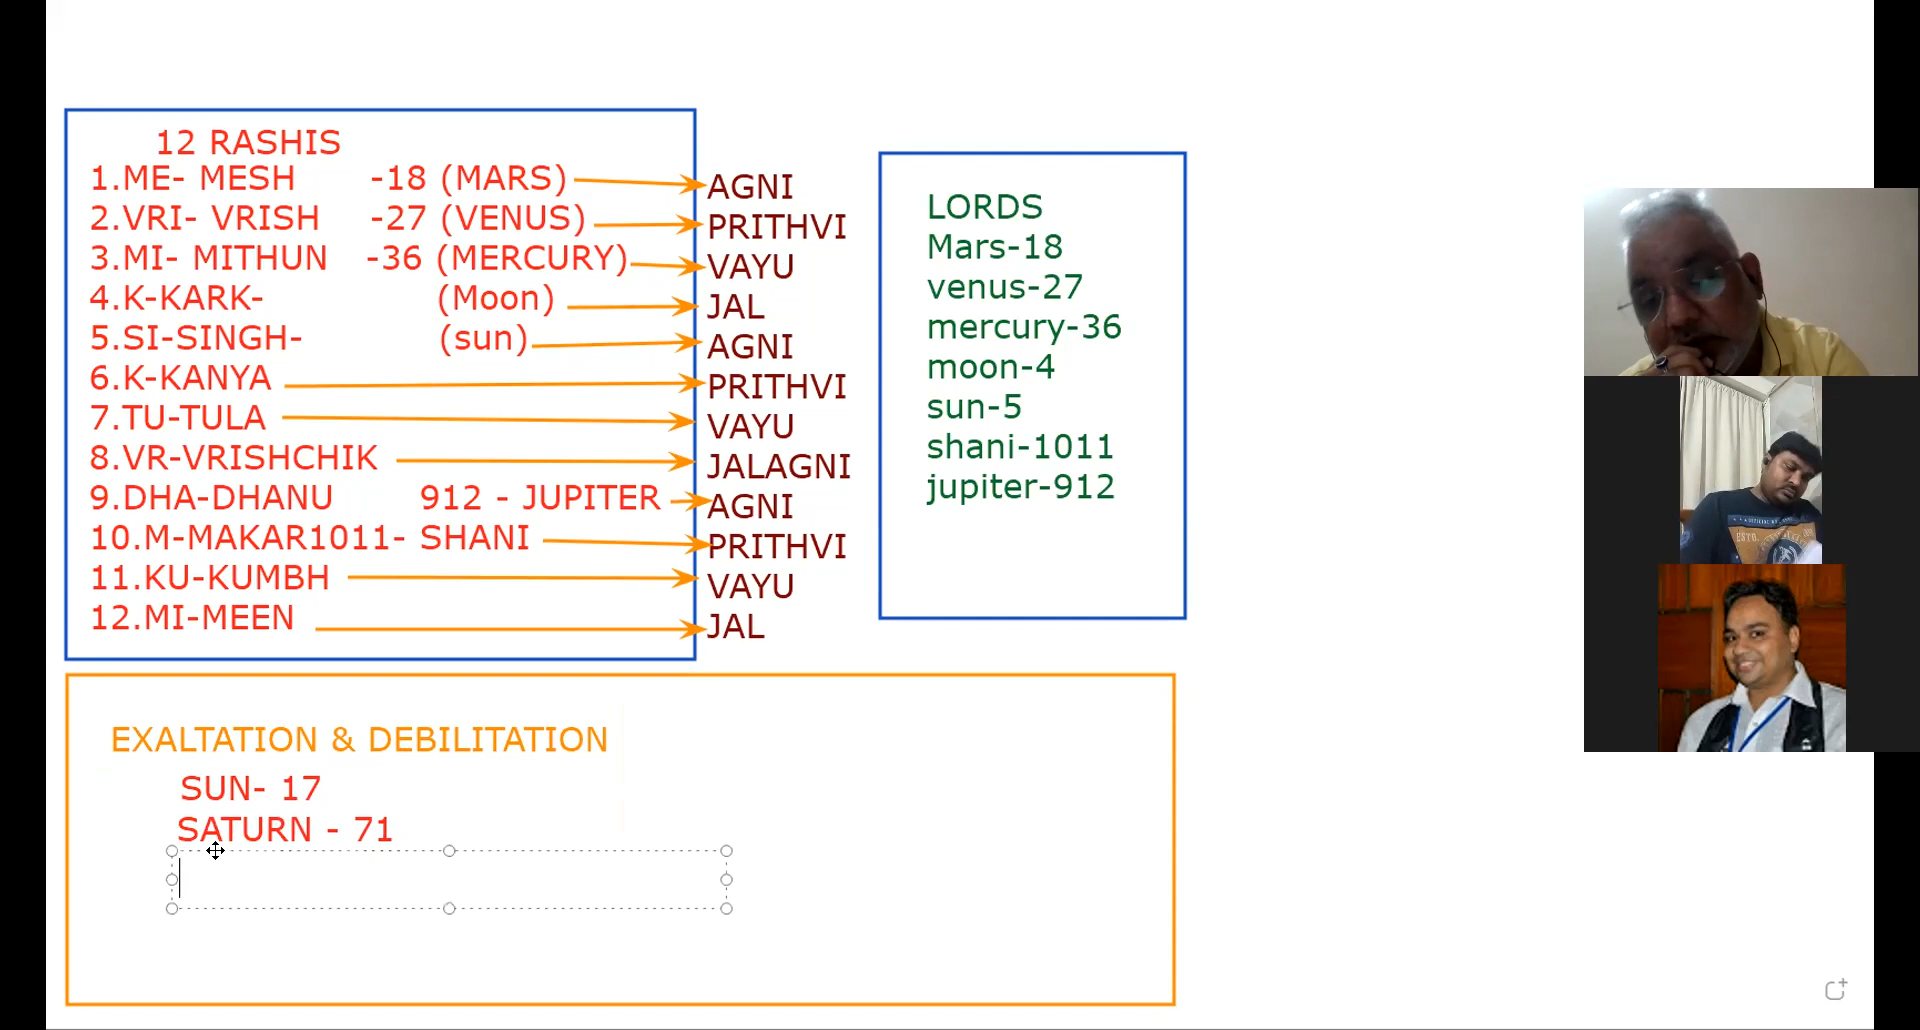 12 RASHIS
1.ME- MESH -18 (MARS) AGNI
2.VRI- VRISH -27 (VENUS) PRITHVI
3.MI- MITHUN -36 (MERCURY) VAYU
4.K-KARK- (Moon) JAL
5.SI-SINGH- (sun) AGNI
6.K-KANYA PRITHVI
7.TU-TULA VAYU
8.VR-VRISHCHIK JALAGNI
9.DHA-DHANU 912 - JUPITER AGNI
10.M-MAKAR1011- SHANI PRITHVI
11.KU-KUMBH VAYU
12.MI-MEEN JAL
LORDS
Mars-18
venus-27
mercury-36
moon-4
sun-5
shani-1011
jupiter-912
EXALTATION & DEBILITATION
SUN- 17
SATURN - 71
ESTD.